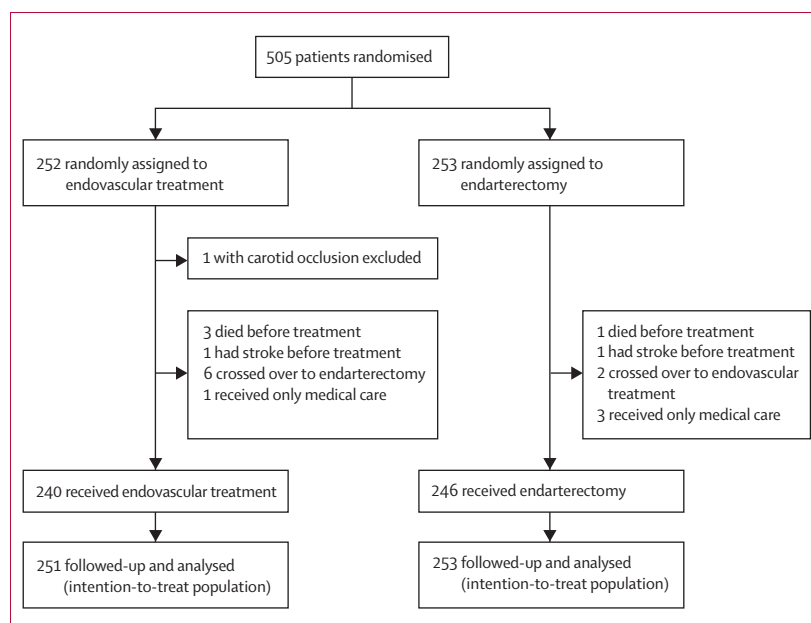 505 patients randomised
252 randomly assigned to
endovascular treatment
253 randomly assigned to
endarterectomy
1 with carotid occlusion excluded
3 died before treatment
1 had stroke before treatment
6 crossed over to endarterectomy
1 received only medical care
1 died before treatment
1 had stroke before treatment
2 crossed over to endovascular
treatment
3 received only medical care
240 received endovascular treatment
246 received endarterectomy
251 followed-up and analysed
(intention-to-treat population)
253 followed-up and analysed
(intention-to-treat population)